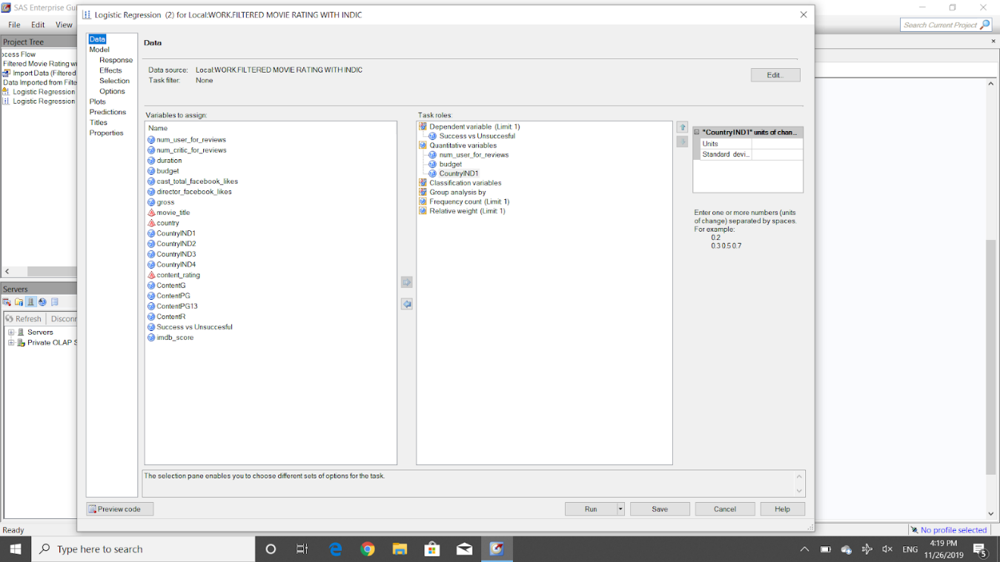 SAS Enterprise Gui
File Edit View
Search Current Project
Project Tree
ocess Flow
Filtered Movie Rating wi
Import Data (Filtered
Data Imported from Filte
Logistic Regression
Logistic Regression
Servers
Refresh Disconn
Servers
Private OLAP S
Ready
Logistic Regression (2) for Local:WORK.FILTERED MOVIE RATING WITH INDIC
Data
Model
Response
Effects
Selection
Options
Plots
Predictions
Titles
Properties
Data
Data source: Local:WORK.FILTERED MOVIE RATING WITH INDIC
Task filter: None
Edit...
Variables to assign:
Name
num_user_for_reviews
num_critic_for_reviews
duration
budget
cast_total_facebook_likes
director_facebook_likes
gross
movie_title
country
CountryIND1
CountryIND2
CountryIND3
CountryIND4
content_rating
ContentG
ContentPG
ContentPG13
ContentR
Success vs Unsuccesful
imdb_score
Task roles:
Dependent variable (Limit: 1)
Success vs Unsuccesful
Quantitative variables
num_user_for_reviews
budget
CountryIND1
Classification variables
Group analysis by
Frequency count (Limit: 1)
Relative weight (Limit: 1)
"CountryIND1" units of chan...
Units
Standard devi...
Enter one or more numbers (units
of change) separated by spaces.
For example:
0.2
0.3 0.5 0.7
The selection pane enables you to choose different sets of options for the task.
Preview code
Run Save Cancel Help
No profile selected
Type here to search
ENG
4:19 PM
11/26/2019
5